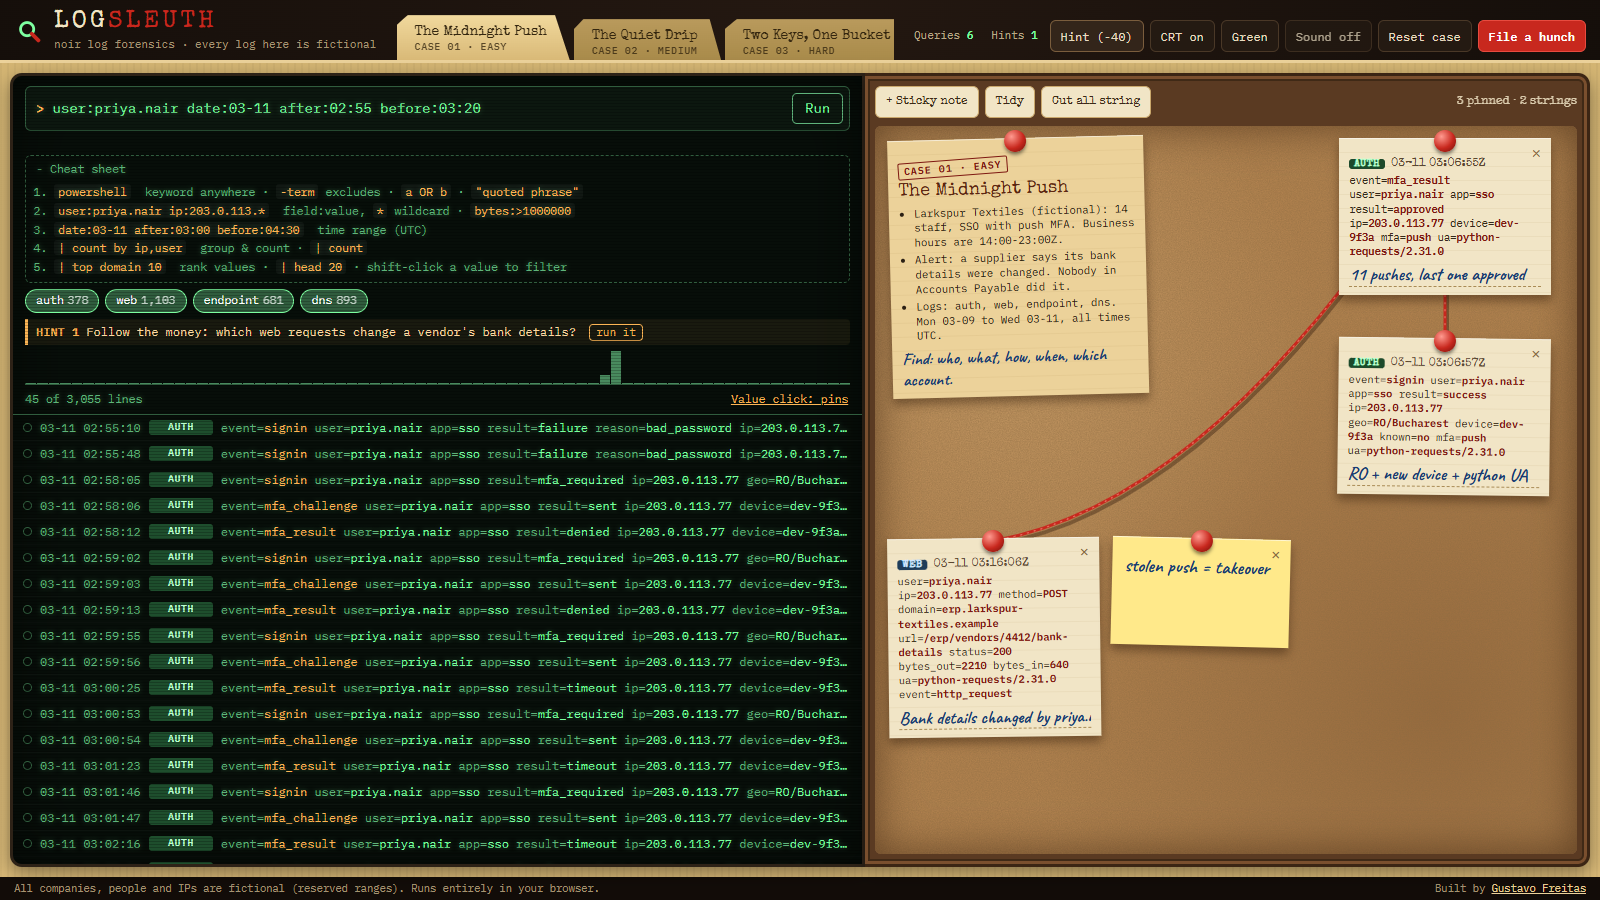 LOGSLEUTH
noir log forensics · every log here is fictional
The Midnight Push
CASE 01 · EASY
The Quiet Drip
CASE 02 · MEDIUM
Two Keys, One Bucket
CASE 03 · HARD
Queries 6
Hints 1
Hint (-40)
CRT on
Green
Sound off
Reset case
File a hunch
> user:priya.nair date:03-11 after:02:55 before:03:20
Run
- Cheat sheet
1. powershell keyword anywhere · -term excludes · a OR b · "quoted phrase"
2. user:priya.nair ip:203.0.113.* field:value, * wildcard · bytes:>1000000
3. date:03-11 after:03:00 before:04:30 time range (UTC)
4. | count by ip,user group & count · | count
5. | top domain 10 rank values · | head 20 · shift-click a value to filter
auth 378
web 1,103
endpoint 681
dns 893
HINT 1 Follow the money: which web requests change a vendor's bank details? run it
45 of 3,055 lines
Value click: pins
03-11 02:55:10 AUTH event=signin user=priya.nair app=sso result=failure reason=bad_password ip=203.0.113.7…
03-11 02:55:48 AUTH event=signin user=priya.nair app=sso result=failure reason=bad_password ip=203.0.113.7…
03-11 02:58:05 AUTH event=signin user=priya.nair app=sso result=mfa_required ip=203.0.113.77 geo=RO/Buchar…
03-11 02:58:06 AUTH event=mfa_challenge user=priya.nair app=sso result=sent ip=203.0.113.77 device=dev-9f3…
03-11 02:58:12 AUTH event=mfa_result user=priya.nair app=sso result=denied ip=203.0.113.77 device=dev-9f3a…
03-11 02:59:02 AUTH event=signin user=priya.nair app=sso result=mfa_required ip=203.0.113.77 geo=RO/Buchar…
03-11 02:59:03 AUTH event=mfa_challenge user=priya.nair app=sso result=sent ip=203.0.113.77 device=dev-9f3…
03-11 02:59:13 AUTH event=mfa_result user=priya.nair app=sso result=denied ip=203.0.113.77 device=dev-9f3a…
03-11 02:59:55 AUTH event=signin user=priya.nair app=sso result=mfa_required ip=203.0.113.77 geo=RO/Buchar…
03-11 02:59:56 AUTH event=mfa_challenge user=priya.nair app=sso result=sent ip=203.0.113.77 device=dev-9f3…
03-11 03:00:25 AUTH event=mfa_result user=priya.nair app=sso result=timeout ip=203.0.113.77 device=dev-9f3…
03-11 03:00:53 AUTH event=signin user=priya.nair app=sso result=mfa_required ip=203.0.113.77 geo=RO/Buchar…
03-11 03:00:54 AUTH event=mfa_challenge user=priya.nair app=sso result=sent ip=203.0.113.77 device=dev-9f3…
03-11 03:01:23 AUTH event=mfa_result user=priya.nair app=sso result=timeout ip=203.0.113.77 device=dev-9f3…
03-11 03:01:46 AUTH event=signin user=priya.nair app=sso result=mfa_required ip=203.0.113.77 geo=RO/Buchar…
03-11 03:01:47 AUTH event=mfa_challenge user=priya.nair app=sso result=sent ip=203.0.113.77 device=dev-9f3…
03-11 03:02:16 AUTH event=mfa_result user=priya.nair app=sso result=timeout ip=203.0.113.77 device=dev-9f3…
+ Sticky note
Tidy
Cut all string
3 pinned · 2 strings
CASE 01 · EASY
The Midnight Push
• Larkspur Textiles (fictional): 14
staff, SSO with push MFA. Business
hours are 14:00-23:00Z.
• Alert: a supplier says its bank
details were changed. Nobody in
Accounts Payable did it.
• Logs: auth, web, endpoint, dns.
Mon 03-09 to Wed 03-11, all times
UTC.
Find: who, what, how, when, which
account.
AUTH 03-11 03:06:55Z ×
event=mfa_result
user=priya.nair app=sso
result=approved
ip=203.0.113.77 device=dev-
9f3a mfa=push ua=python-
requests/2.31.0
11 pushes, last one approved
AUTH 03-11 03:06:57Z ×
event=signin user=priya.nair
app=sso result=success
ip=203.0.113.77
geo=RO/Bucharest device=dev-
9f3a known=no mfa=push
ua=python-requests/2.31.0
RO + new device + python UA
WEB 03-11 03:16:06Z ×
user=priya.nair
ip=203.0.113.77 method=POST
domain=erp.larkspur-
textiles.example
url=/erp/vendors/4412/bank-
details status=200
bytes_out=2210 bytes_in=640
ua=python-requests/2.31.0
event=http_request
Bank details changed by priya.
×
stolen push = takeover
All companies, people and IPs are fictional (reserved ranges). Runs entirely in your browser.
Built by Gustavo Freitas